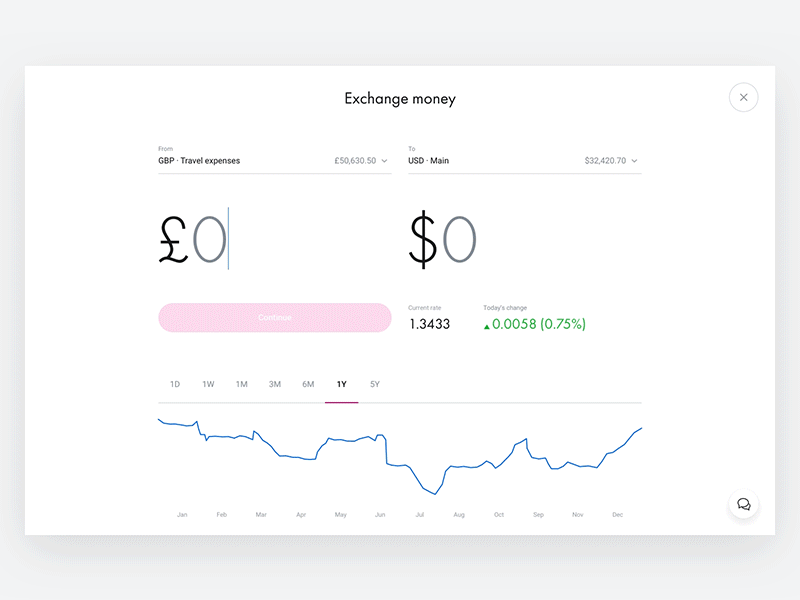 Exchange money
From
To
GBP · Travel expenses £50,630.50
USD · Main $32,420.70
£0
$0
Continue
Current rate
Today's change
1.3433
0.0058 (0.75%)
1D 1W 1M 3M 6M 1Y 5Y
Jan Feb Mar Apr May Jun Jul Aug Oct Sep Nov Dec